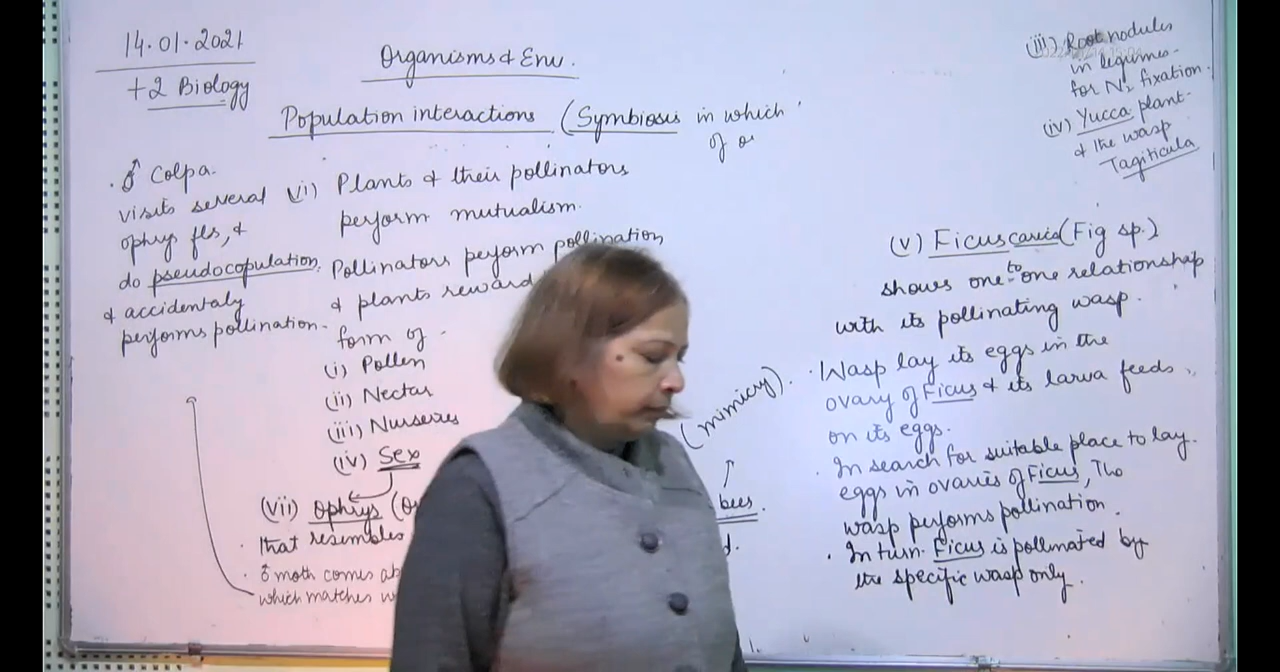 14.01.2021
+2 Biology
Organisms & Env.
Population interactions (Symbiosis in which
of
(iii) Root nodules
in legumes
for N2 fixation.
(iv) Yucca plant
& the wasp
Tagiticula
. ♂ Colpa.
visits several
ophry fls, &
do pseudocopulation.
& accidentaly
performs pollination.
vi) Plants & their pollinators
perform mutualism.
Pollinators perform pollination
& plants reward
form of
(i) Pollen
(ii) Nectar
(iii) Nurseries
(iv) Sex
(vii) Ophrys (Or
. that resembles
. ♂ moth comes ab
which matches w
(mimicry).
bees.
d.
(v) Ficus carica (Fig sp.)
shows one to one relationship
with its pollinating wasp.
. Wasp lay its eggs in the
ovary of Ficus & its larva feeds
on its eggs.
. In search for suitable place to lay
eggs in ovaries of Ficus, The
wasp performs pollination.
. In turn Ficus is pollinated by
the specific wasp only.